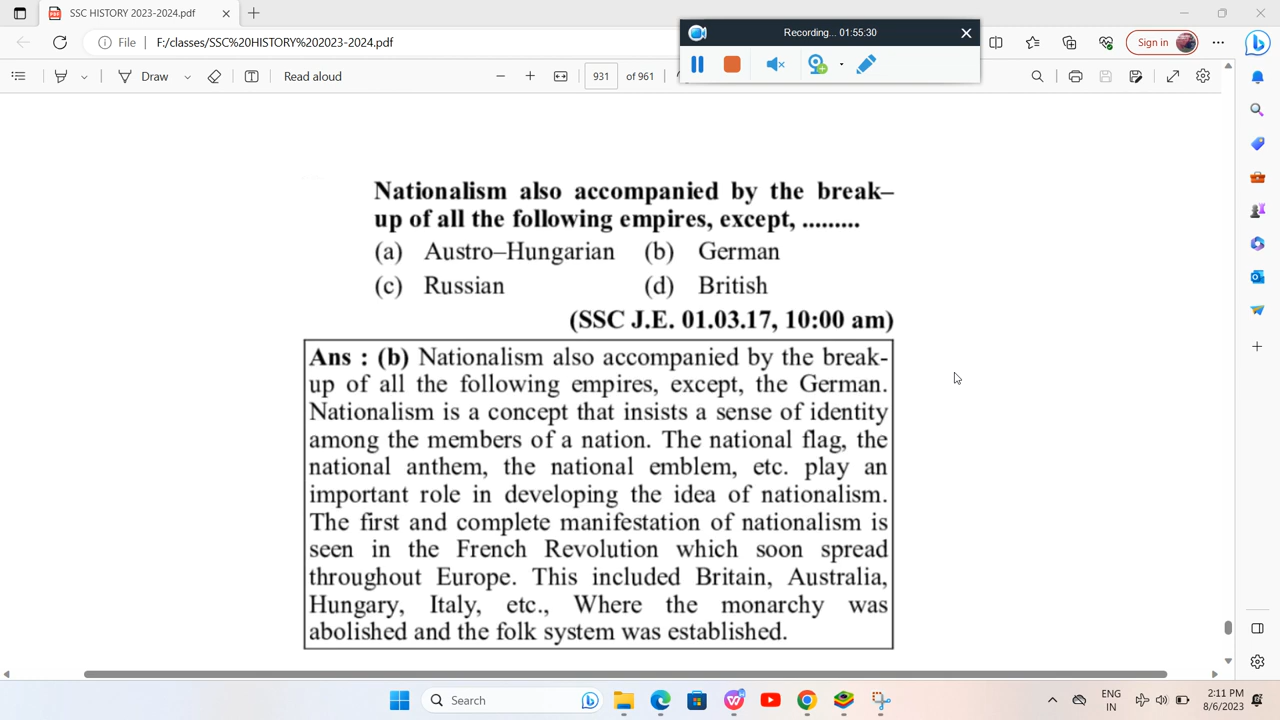 SSC HISTORY 2023-2024.pdf
Recording... 01:55:30
File F:/classes/SSC%20HISTORY%202023-2024.pdf
Sign in
Draw
Read aloud
931 of 961
Nationalism also accompanied by the break–
up of all the following empires, except, .........
(a) Austro–Hungarian (b) German
(c) Russian (d) British
(SSC J.E. 01.03.17, 10:00 am)
Ans : (b) Nationalism also accompanied by the break-
up of all the following empires, except, the German.
Nationalism is a concept that insists a sense of identity
among the members of a nation. The national flag, the
national anthem, the national emblem, etc. play an
important role in developing the idea of nationalism.
The first and complete manifestation of nationalism is
seen in the French Revolution which soon spread
throughout Europe. This included Britain, Australia,
Hungary, Italy, etc., Where the monarchy was
abolished and the folk system was established.
Search
ENG
IN
2:11 PM
8/6/2023